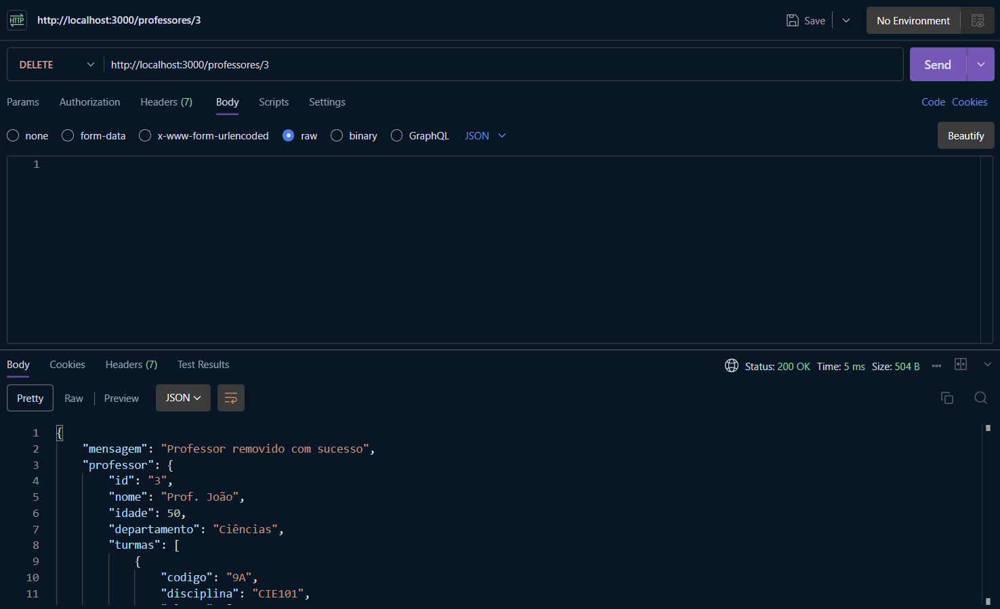 HTTP http://localhost:3000/professores/3 Save No Environment
DELETE http://localhost:3000/professores/3 Send
Params Authorization Headers (7) Body Scripts Settings Code Cookies
none form-data x-www-form-urlencoded raw binary GraphQL JSON Beautify
1
Body Cookies Headers (7) Test Results Status: 200 OK Time: 5 ms Size: 504 B
Pretty Raw Preview JSON
1 {
2 "mensagem": "Professor removido com sucesso",
3 "professor": {
4 "id": "3",
5 "nome": "Prof. João",
6 "idade": 50,
7 "departamento": "Ciências",
8 "turmas": [
9 {
10 "codigo": "9A",
11 "disciplina": "CIE101",